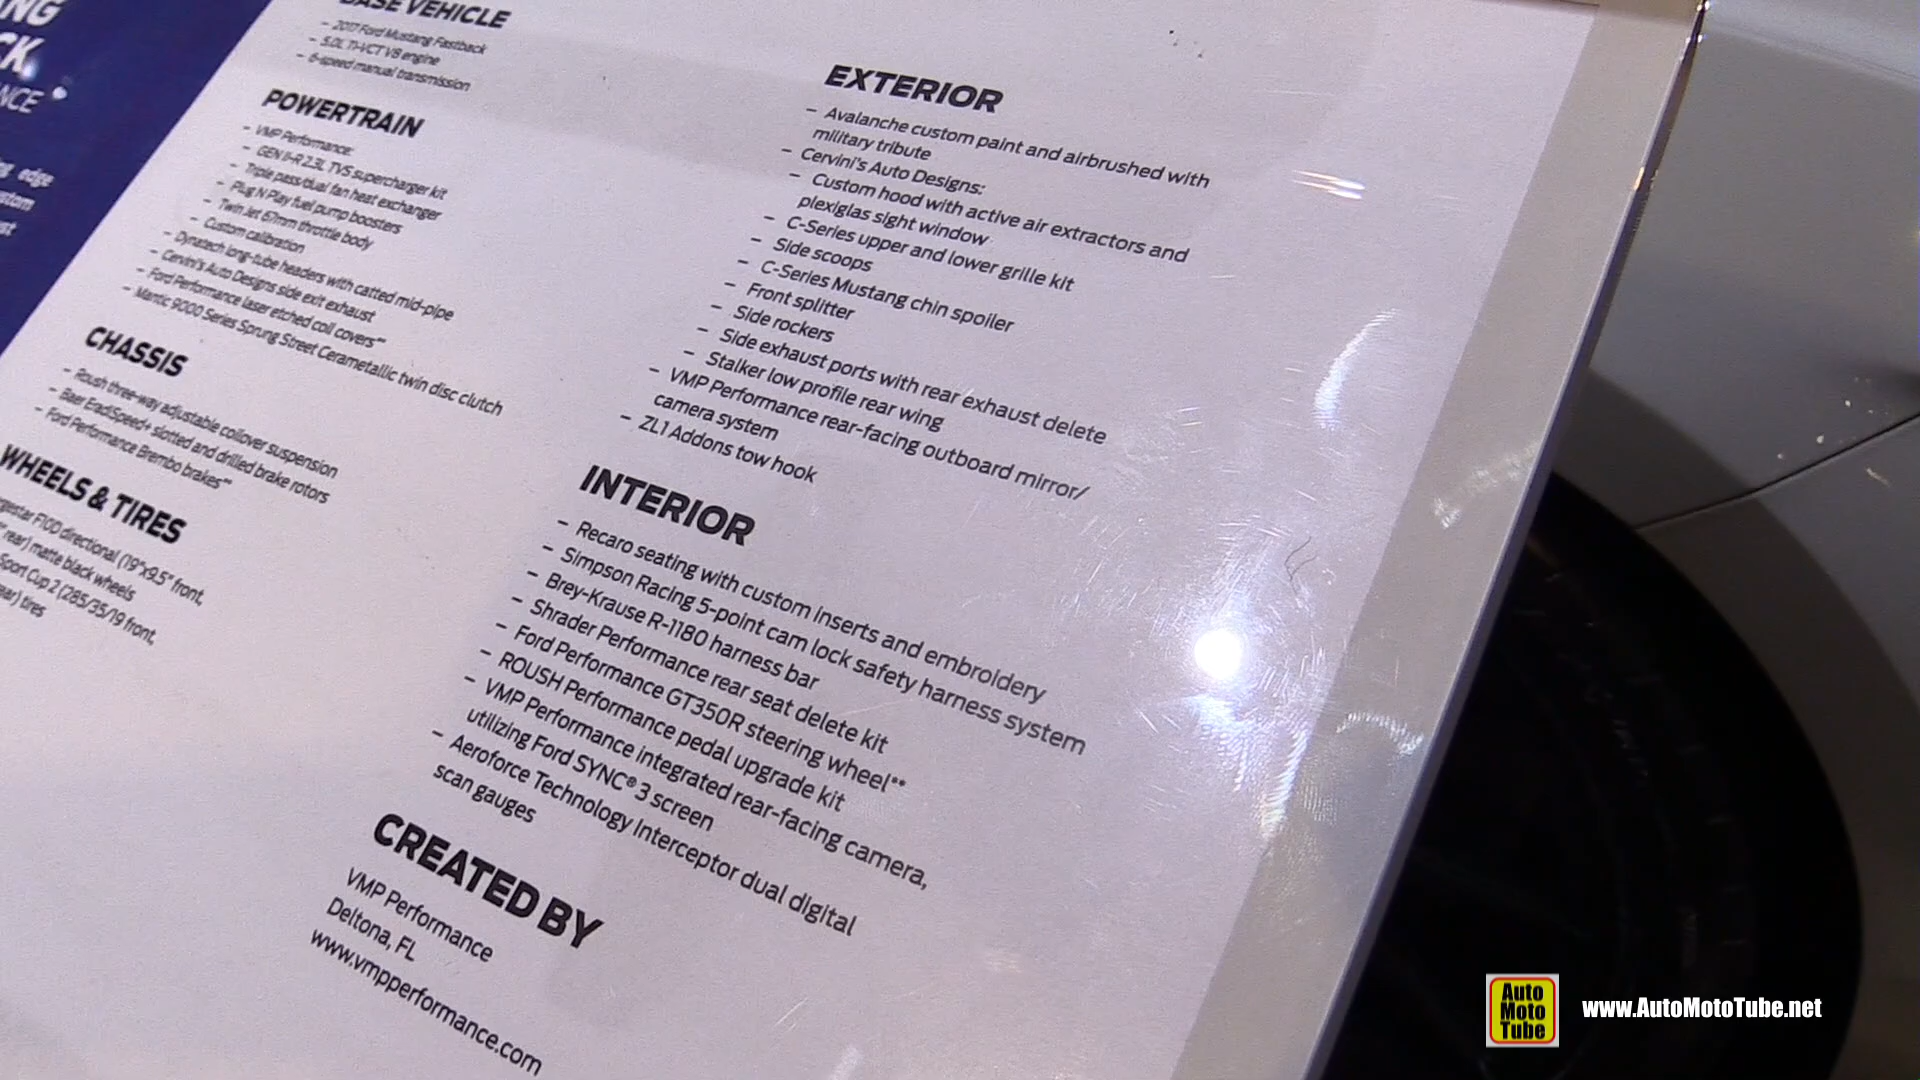 NG
CK
NCE
edge
BASE VEHICLE
- 2017 Ford Mustang Fastback
- 5.0L Ti-VCT V8 engine
- 6-speed manual transmission
POWERTRAIN
- VMP Performance:
- GEN II-R 2.3L TVS supercharger kit
- Triple pass/dual fan heat exchanger
- Plug N Play fuel pump boosters
- Twin Jet 67mm throttle body
- Custom calibration
- Dynatech long-tube headers with catted mid-pipe
- Cervini's Auto Designs side exit exhaust
- Ford Performance laser etched coil covers**
- Mantic 9000 Series Sprung Street Cerametallic twin disc clutch
CHASSIS
- Roush three-way adjustable coilover suspension
- Baer EradiSpeed+ slotted and drilled brake rotors
- Ford Performance Brembo brakes**
WHEELS & TIRES
F100 directional (19"x9.5" front,
rear) matte black wheels
Sport Cup 2 (285/35/19 front,
tires
EXTERIOR
- Avalanche custom paint and airbrushed with
military tribute
- Cervini's Auto Designs:
- Custom hood with active air extractors and
plexiglas sight window
- C-Series upper and lower grille kit
- Side scoops
- C-Series Mustang chin spoiler
- Front splitter
- Side rockers
- Side exhaust ports with rear exhaust delete
- Stalker low profile rear wing
- VMP Performance rear-facing outboard mirror/
camera system
- ZL1 Addons tow hook
INTERIOR
- Recaro seating with custom inserts and embroidery
- Simpson Racing 5-point cam lock safety harness system
- Brey-Krause R-1180 harness bar
- Shrader Performance rear seat delete kit
- Ford Performance GT350R steering wheel**
- ROUSH Performance pedal upgrade kit
- VMP Performance integrated rear-facing camera,
utilizing Ford SYNC® 3 screen
- Aeroforce Technology Interceptor dual digital
scan gauges
CREATED BY
VMP Performance
Deltona, FL
www.vmpperformance.com
Auto
Moto
Tube
www.AutoMotoTube.net